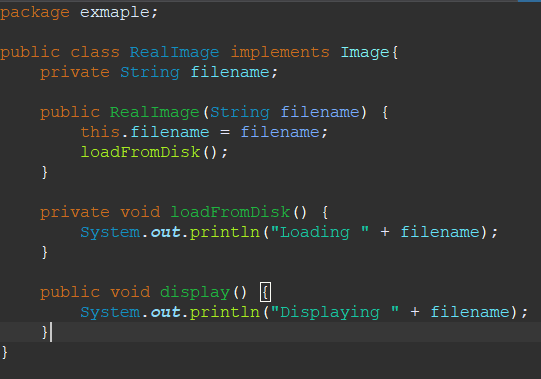 package exmaple;
public class RealImage implements Image{
private String filename;
public RealImage(String filename) {
this.filename = filename;
loadFromDisk();
}
private void loadFromDisk() {
System.out.println("Loading " + filename);
}
public void display() {
System.out.println("Displaying " + filename);
}
}